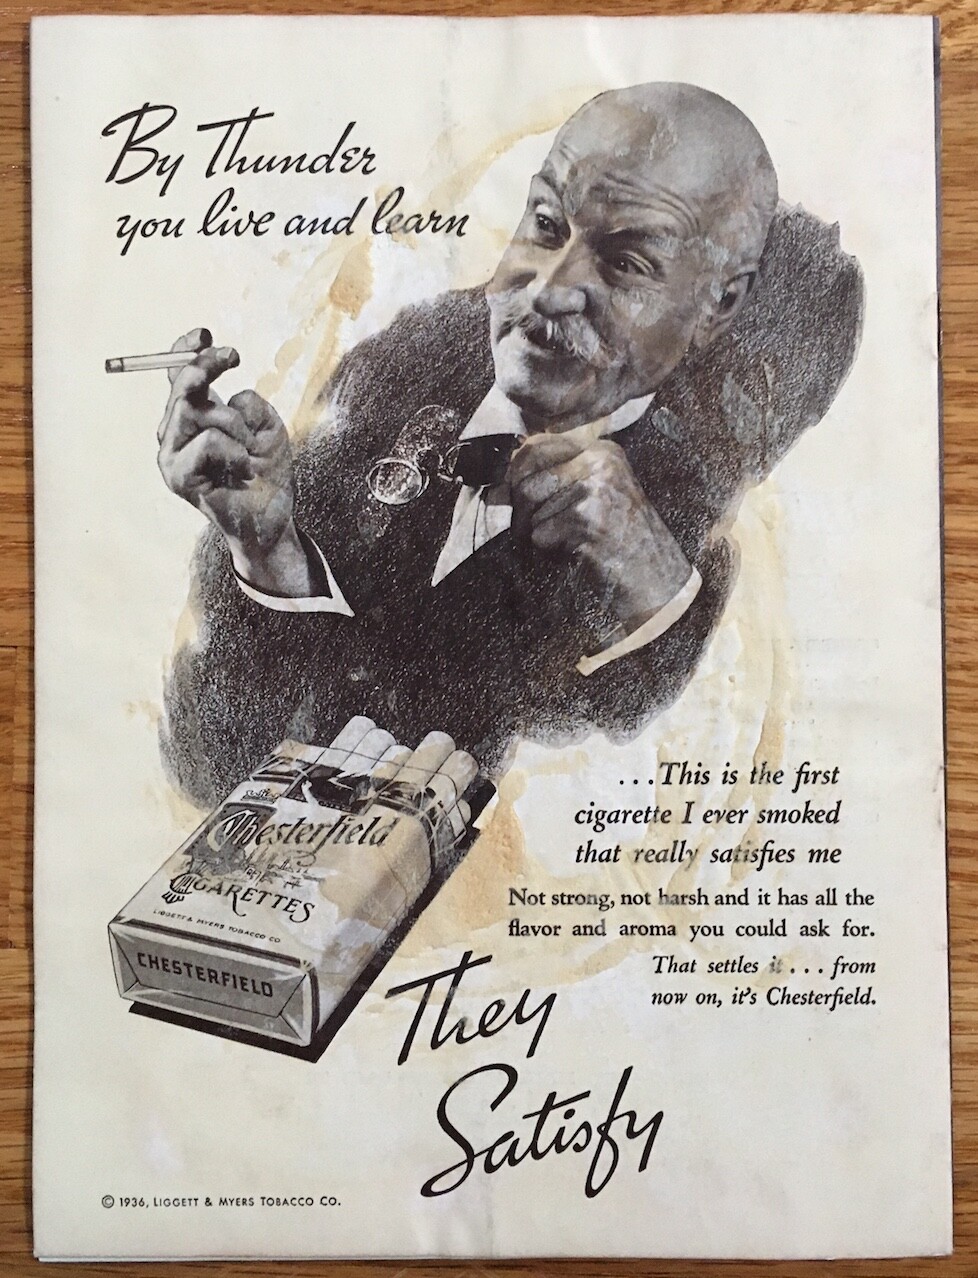 By Thunder
you live and learn
...This is the first
cigarette I ever smoked
that really satisfies me
Not strong, not harsh and it has all the
flavor and aroma you could ask for.
That settles it... from
now on, it's Chesterfield.
Chesterfield
CIGARETTES
LIGGETT & MYERS TOBACCO CO
CHESTERFIELD
They
Satisfy
© 1936, LIGGETT & MYERS TOBACCO CO.